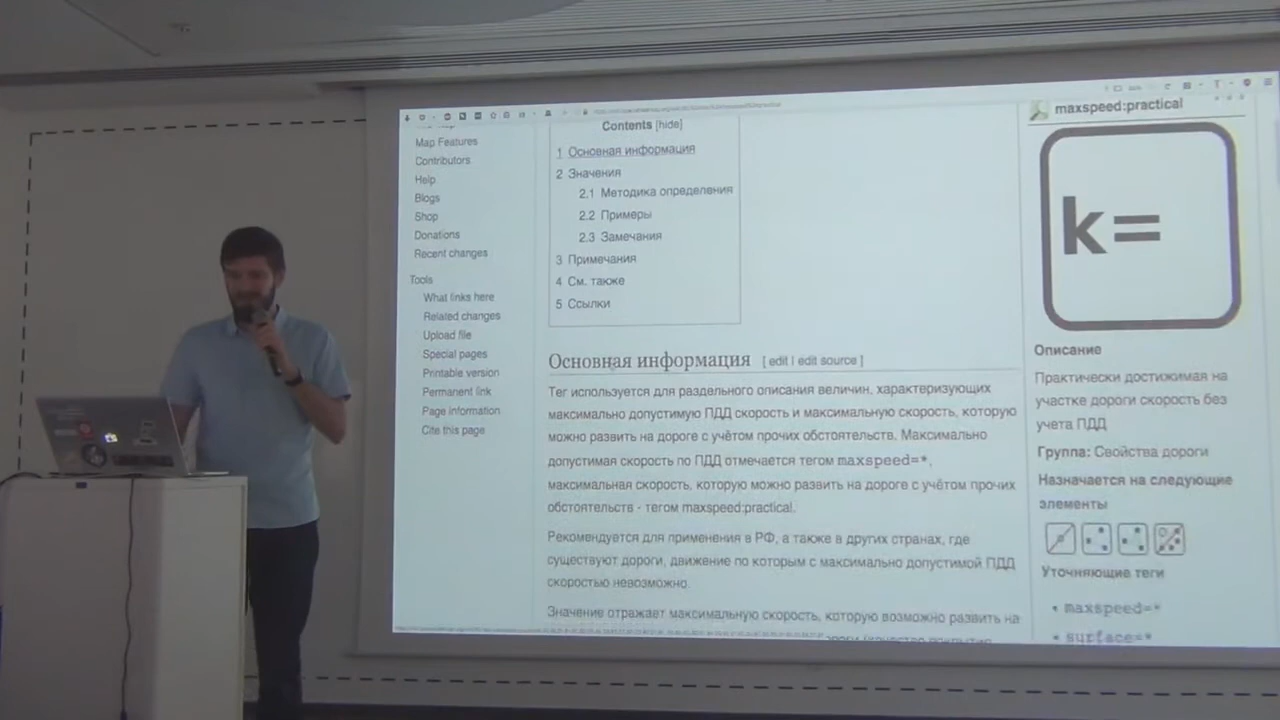 Map Features
Contributors
Help
Blogs
Shop
Donations
Recent changes
Tools
What links here
Related changes
Upload file
Special pages
Printable version
Permanent link
Page information
Cite this page
Contents [hide]
1 Основная информация
2 Значения
2.1 Методика определения
2.2 Примеры
2.3 Замечания
3 Примечания
4 См. также
5 Ссылки
Основная информация [ edit | edit source ]
Тег используется для раздельного описания величин, характеризующих
максимально допустимую ПДД скорость и максимальную скорость, которую
можно развить на дороге с учётом прочих обстоятельств. Максимально
допустимая скорость по ПДД отмечается тегом maxspeed=*,
максимальная скорость, которую можно развить на дороге с учётом прочих
обстоятельств - тегом maxspeed:practical.
Рекомендуется для применения в РФ, а также в других странах, где
существуют дороги, движение по которым с максимально допустимой ПДД
скоростью невозможно.
Значение отражает максимальную скорость, которую возможно развить на
maxspeed:practical
k=
Описание
Практически достижимая на
участке дороги скорость без
учета ПДД
Группа: Свойства дороги
Назначается на следующие
элементы
Уточняющие теги
• maxspeed=*
• surface=*